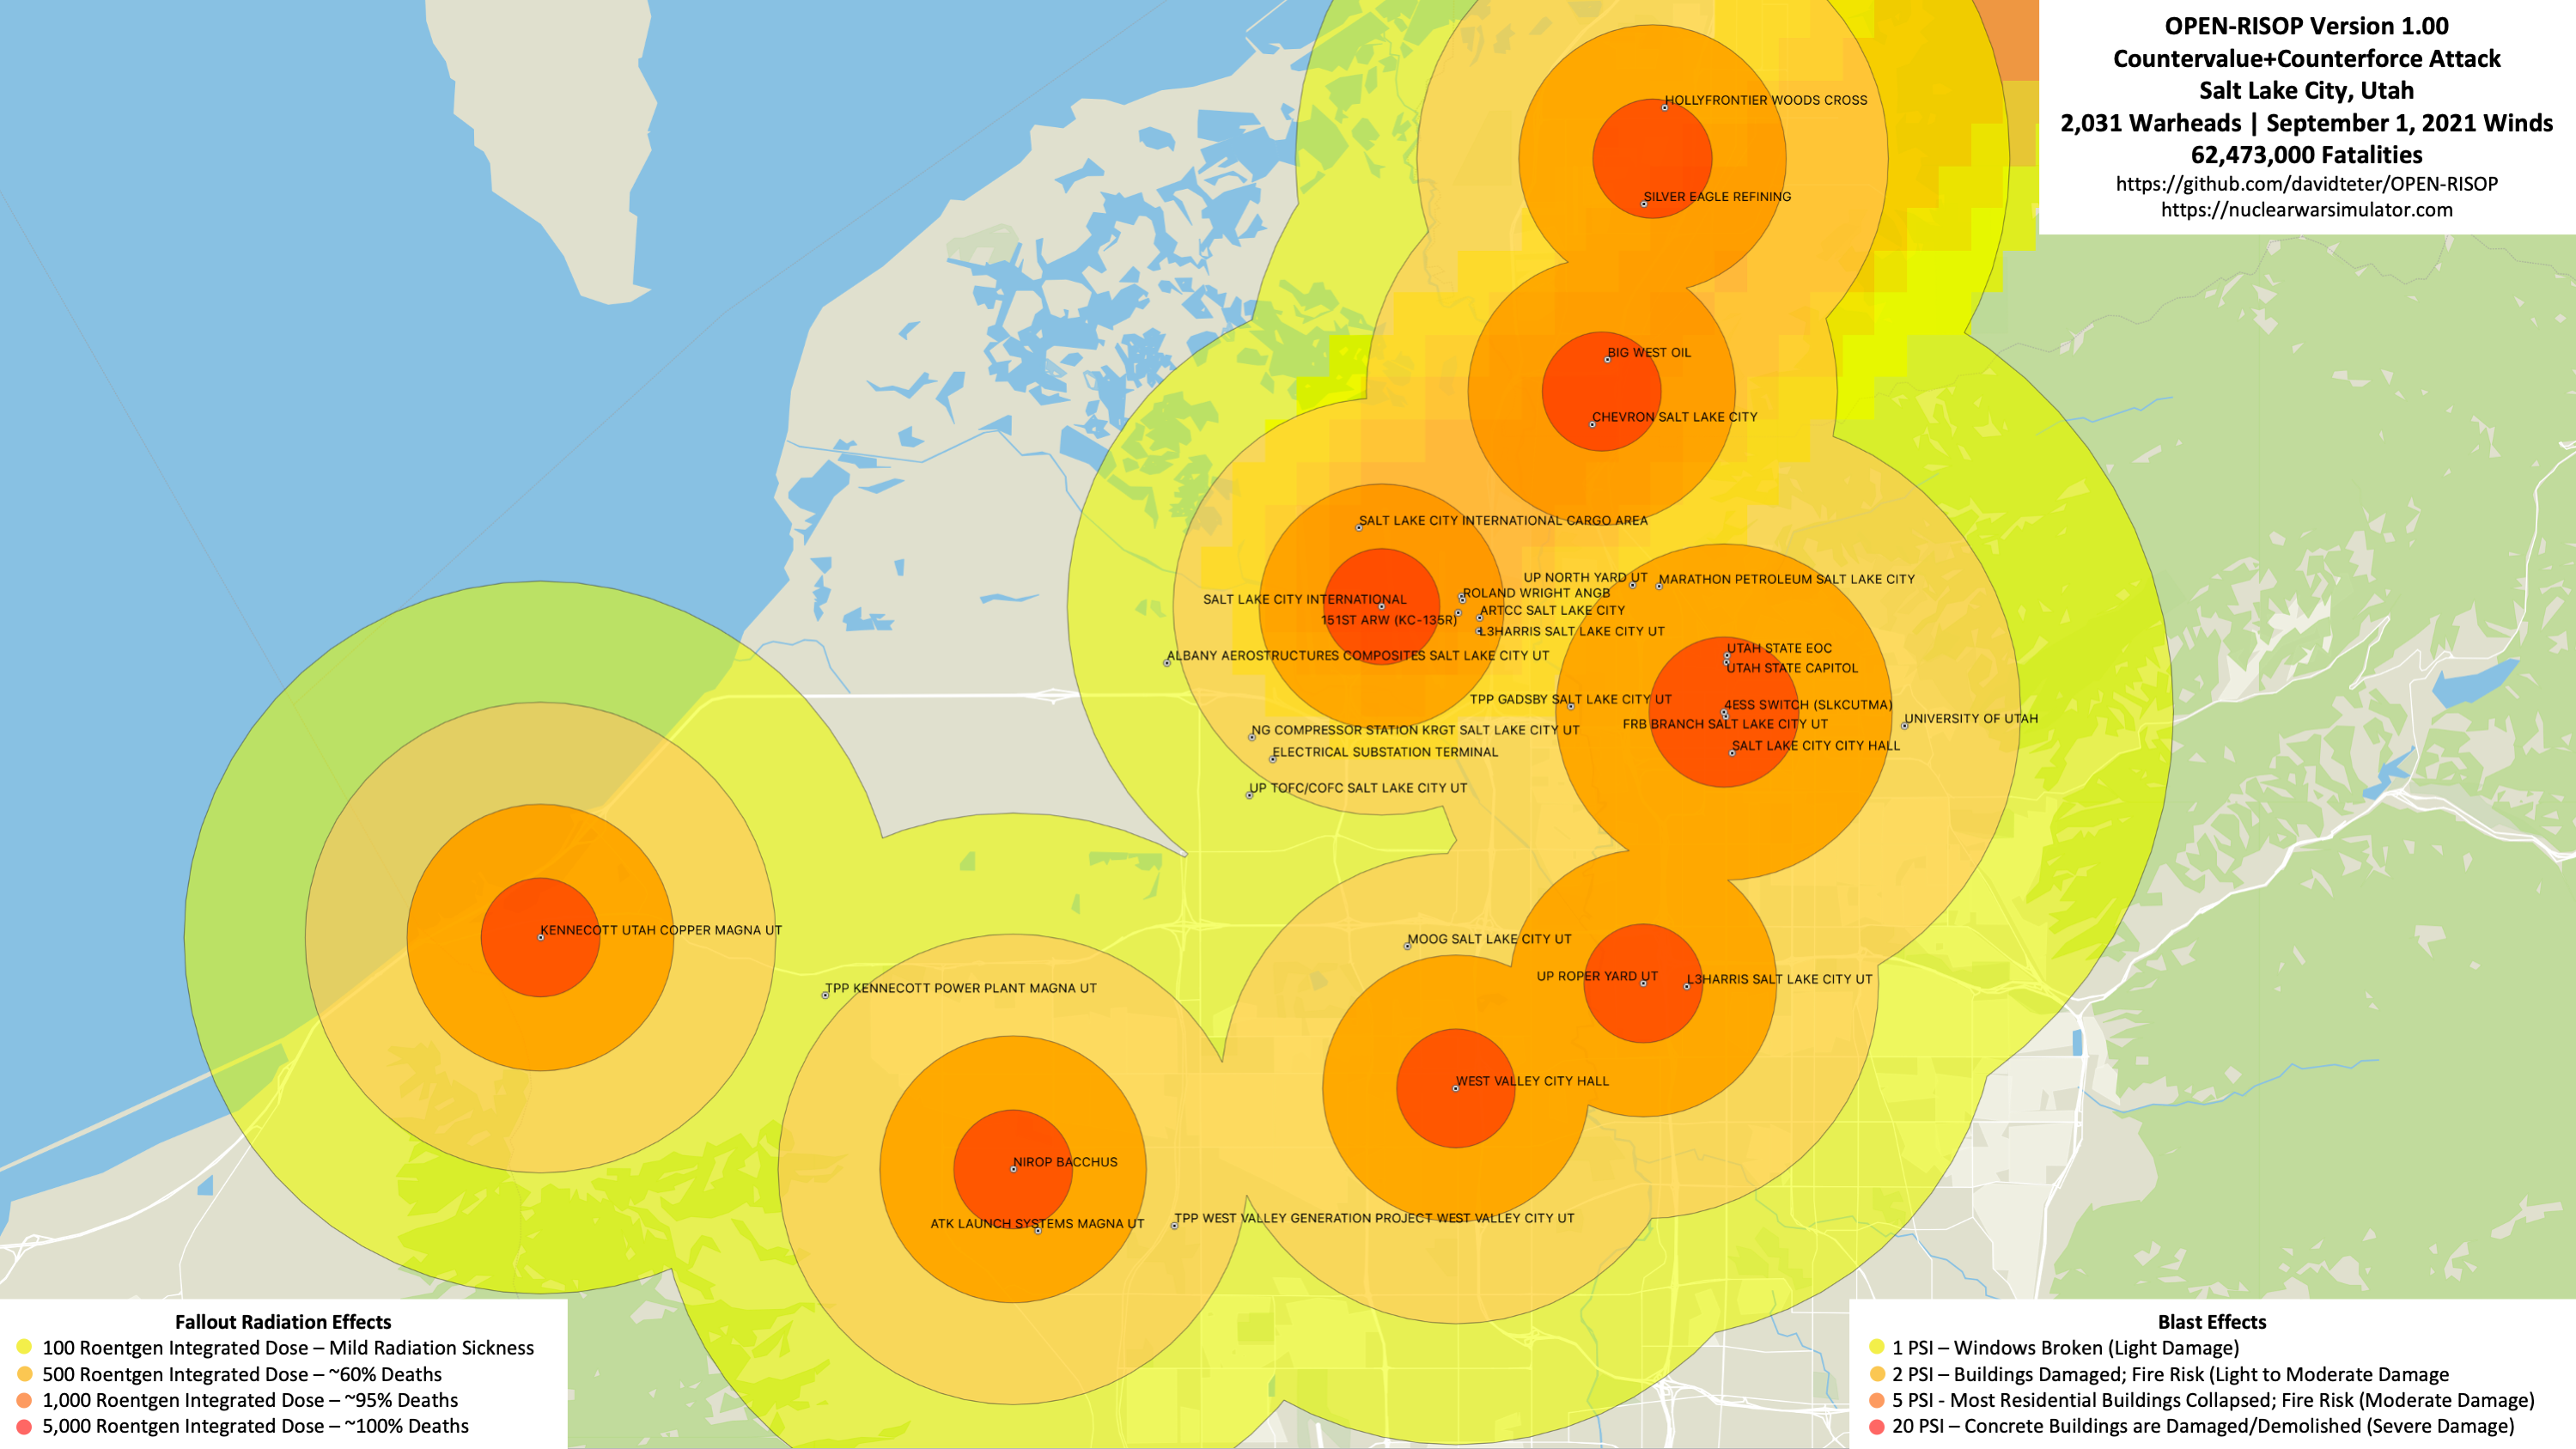 OPEN-RISOP Version 1.00
Countervalue+Counterforce Attack
Salt Lake City, Utah
2,031 Warheads | September 1, 2021 Winds
62,473,000 Fatalities
https://github.com/davidteter/OPEN-RISOP
https://nuclearwarsimulator.com
HOLLYFRONTIER WOODS CROSS
SILVER EAGLE REFINING
BIG WEST OIL
CHEVRON SALT LAKE CITY
SALT LAKE CITY INTERNATIONAL CARGO AREA
UP NORTH YARD UT
MARATHON PETROLEUM SALT LAKE CITY
ROLAND WRIGHT ANGB
SALT LAKE CITY INTERNATIONAL
ARTCC SALT LAKE CITY
151ST ARW (KC-135R)
L3HARRIS SALT LAKE CITY UT
UTAH STATE EOC
ALBANY AEROSTRUCTURES COMPOSITES SALT LAKE CITY UT
UTAH STATE CAPITOL
TPP GADSBY SALT LAKE CITY UT
4ESS SWITCH (SLKCUTMA)
UNIVERSITY OF UTAH
FRB BRANCH SALT LAKE CITY UT
NG COMPRESSOR STATION KRGT SALT LAKE CITY UT
SALT LAKE CITY CITY HALL
ELECTRICAL SUBSTATION TERMINAL
UP TOFC/COFC SALT LAKE CITY UT
KENNECOTT UTAH COPPER MAGNA UT
MOOG SALT LAKE CITY UT
UP ROPER YARD UT
L3HARRIS SALT LAKE CITY UT
TPP KENNECOTT POWER PLANT MAGNA UT
WEST VALLEY CITY HALL
NIROP BACCHUS
TPP WEST VALLEY GENERATION PROJECT WEST VALLEY CITY UT
ATK LAUNCH SYSTEMS MAGNA UT
Fallout Radiation Effects
100 Roentgen Integrated Dose – Mild Radiation Sickness
500 Roentgen Integrated Dose – ~60% Deaths
1,000 Roentgen Integrated Dose – ~95% Deaths
5,000 Roentgen Integrated Dose – ~100% Deaths
Blast Effects
1 PSI – Windows Broken (Light Damage)
2 PSI – Buildings Damaged; Fire Risk (Light to Moderate Damage
5 PSI - Most Residential Buildings Collapsed; Fire Risk (Moderate Damage)
20 PSI – Concrete Buildings are Damaged/Demolished (Severe Damage)